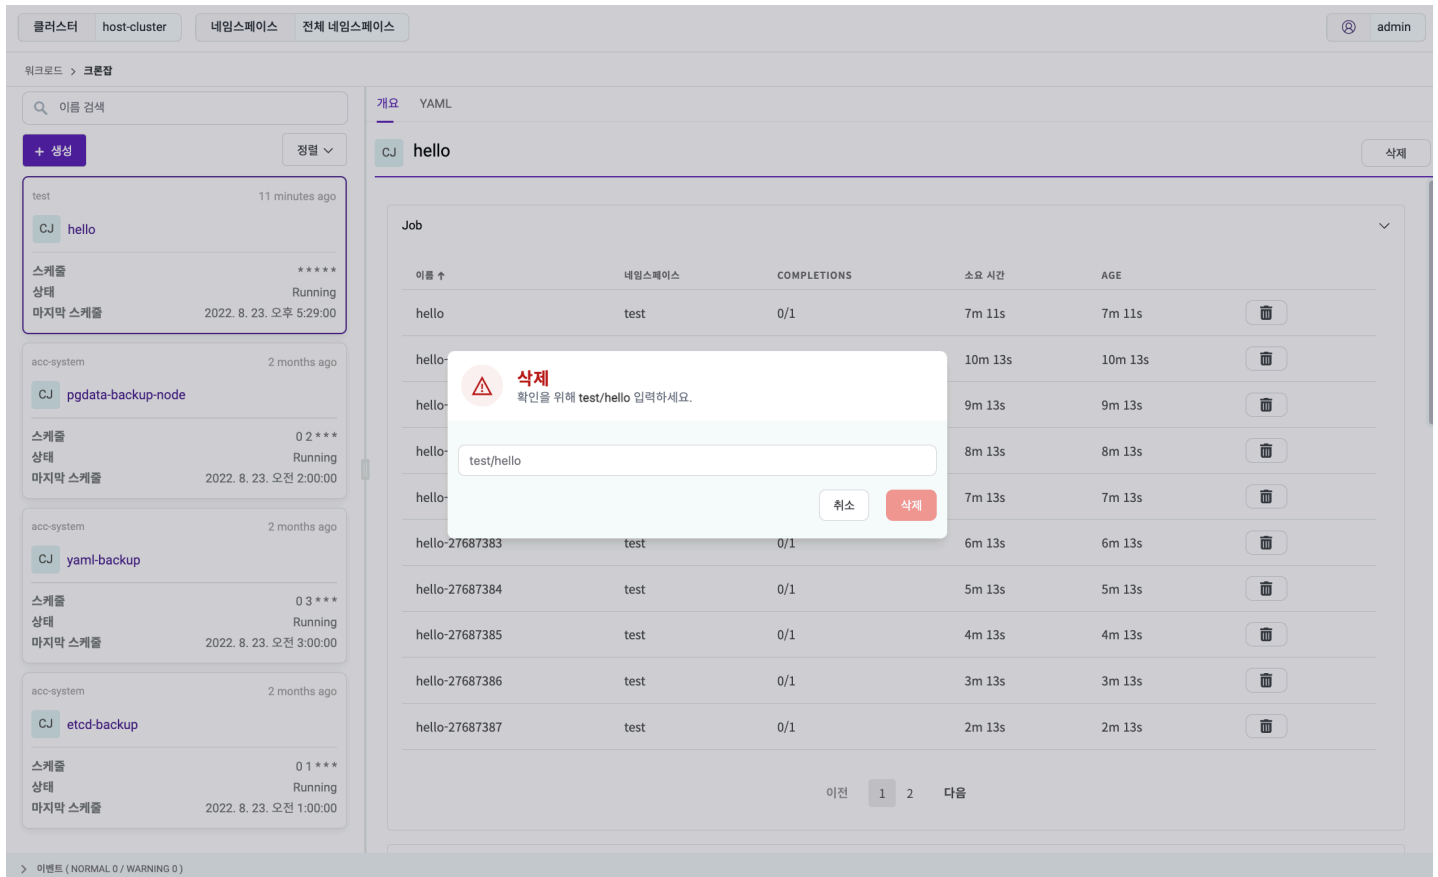 클러스터 host-cluster 네임스페이스 전체 네임스페이스 admin
워크로드 > 크론잡
이름 검색
+ 생성 정렬
test 11 minutes ago
CJ hello
스케줄 * * * * *
상태 Running
마지막 스케줄 2022. 8. 23. 오후 5:29:00
acc-system 2 months ago
CJ pgdata-backup-node
스케줄 0 2 * * *
상태 Running
마지막 스케줄 2022. 8. 23. 오전 2:00:00
acc-system 2 months ago
CJ yaml-backup
스케줄 0 3 * * *
상태 Running
마지막 스케줄 2022. 8. 23. 오전 3:00:00
acc-system 2 months ago
CJ etcd-backup
스케줄 0 1 * * *
상태 Running
마지막 스케줄 2022. 8. 23. 오전 1:00:00
개요 YAML
CJ hello 삭제
Job
이름 ↑ 네임스페이스 COMPLETIONS 소요 시간 AGE
hello test 0/1 7m 11s 7m 11s
hello- 10m 13s 10m 13s
hello- 9m 13s 9m 13s
hello- 8m 13s 8m 13s
hello- 7m 13s 7m 13s
hello-27687383 test 0/1 6m 13s 6m 13s
hello-27687384 test 0/1 5m 13s 5m 13s
hello-27687385 test 0/1 4m 13s 4m 13s
hello-27687386 test 0/1 3m 13s 3m 13s
hello-27687387 test 0/1 2m 13s 2m 13s
이전 1 2 다음
삭제
확인을 위해 test/hello 입력하세요.
test/hello
취소 삭제
> 이벤트 ( NORMAL 0 / WARNING 0 )